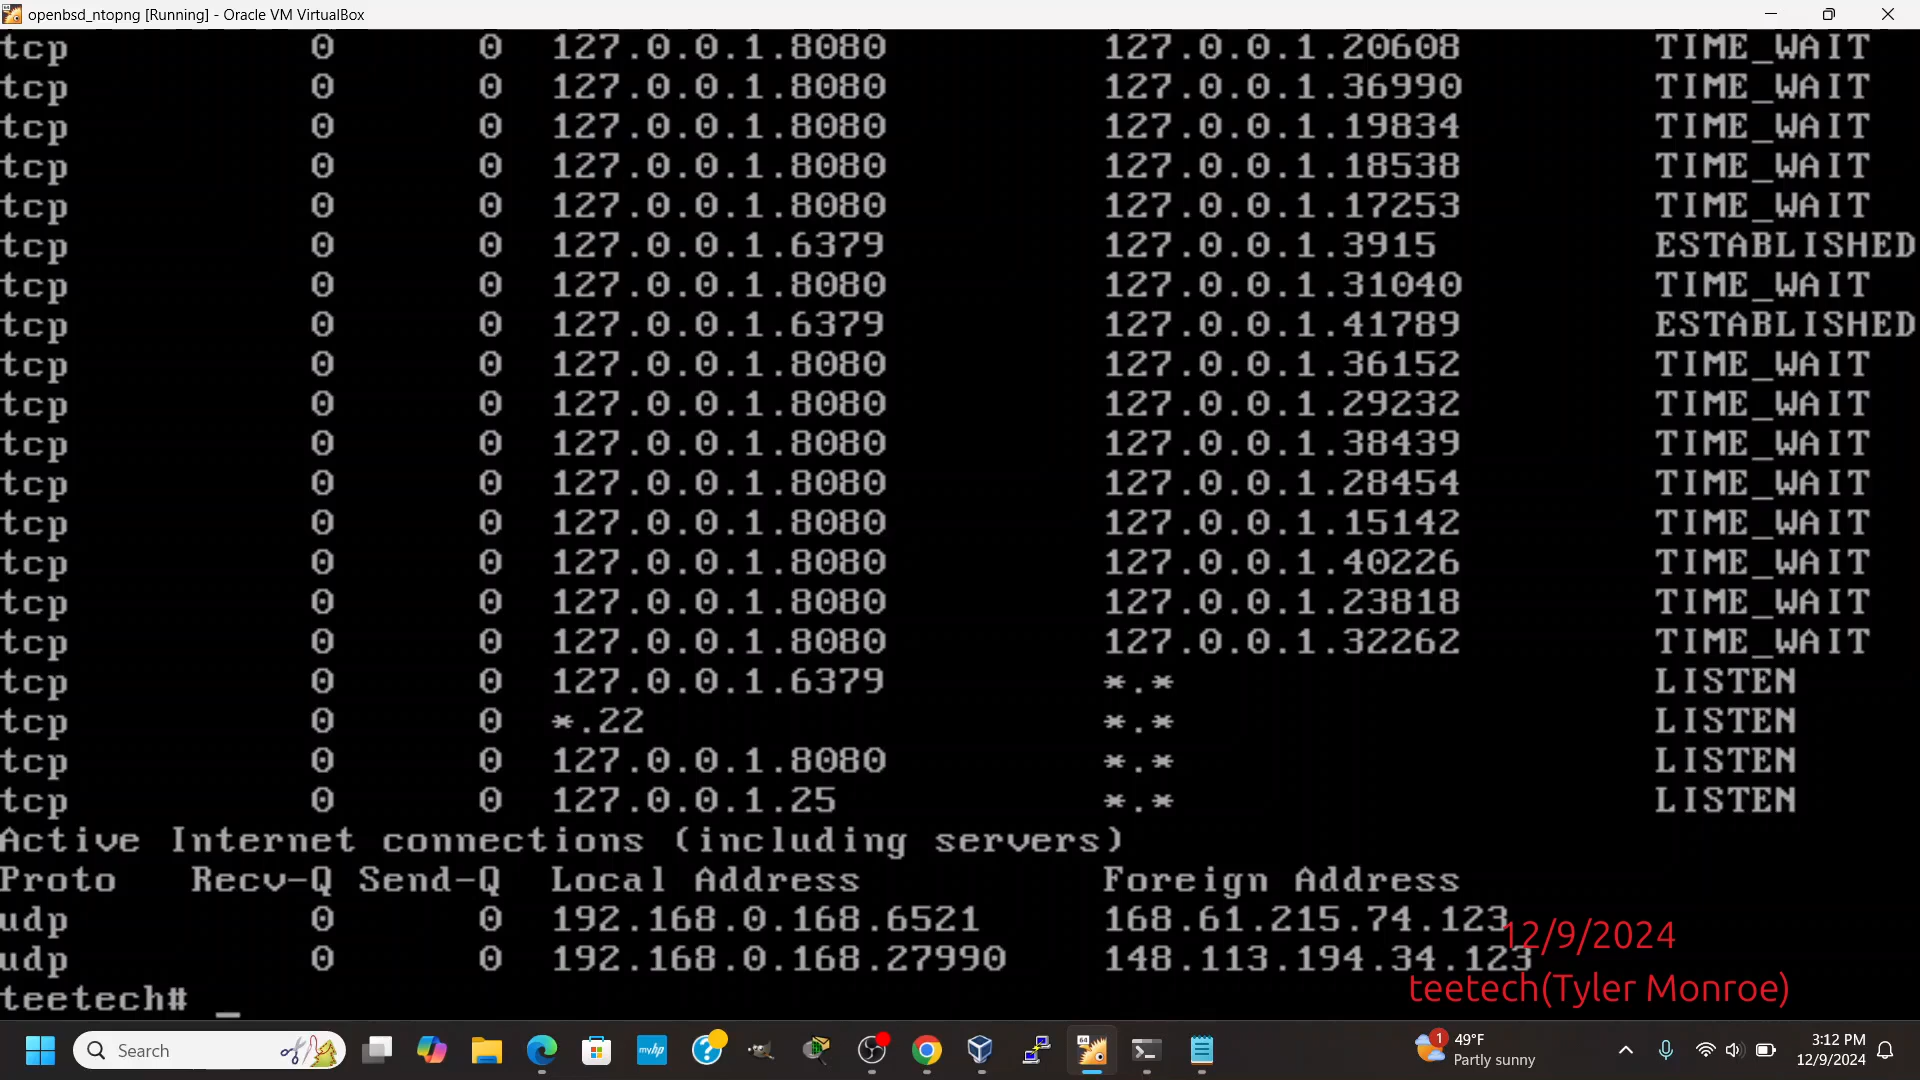 openbsd_ntopng [Running] - Oracle VM VirtualBox
tcp 0 0 127.0.0.1.8080 127.0.0.1.20608 TIME_WAIT
tcp 0 0 127.0.0.1.8080 127.0.0.1.36990 TIME_WAIT
tcp 0 0 127.0.0.1.8080 127.0.0.1.19834 TIME_WAIT
tcp 0 0 127.0.0.1.8080 127.0.0.1.18538 TIME_WAIT
tcp 0 0 127.0.0.1.8080 127.0.0.1.17253 TIME_WAIT
tcp 0 0 127.0.0.1.6379 127.0.0.1.3915 ESTABLISHED
tcp 0 0 127.0.0.1.8080 127.0.0.1.31040 TIME_WAIT
tcp 0 0 127.0.0.1.6379 127.0.0.1.41789 ESTABLISHED
tcp 0 0 127.0.0.1.8080 127.0.0.1.36152 TIME_WAIT
tcp 0 0 127.0.0.1.8080 127.0.0.1.29232 TIME_WAIT
tcp 0 0 127.0.0.1.8080 127.0.0.1.38439 TIME_WAIT
tcp 0 0 127.0.0.1.8080 127.0.0.1.28454 TIME_WAIT
tcp 0 0 127.0.0.1.8080 127.0.0.1.15142 TIME_WAIT
tcp 0 0 127.0.0.1.8080 127.0.0.1.40226 TIME_WAIT
tcp 0 0 127.0.0.1.8080 127.0.0.1.23818 TIME_WAIT
tcp 0 0 127.0.0.1.8080 127.0.0.1.32262 TIME_WAIT
tcp 0 0 127.0.0.1.6379 *.* LISTEN
tcp 0 0 *.22 *.* LISTEN
tcp 0 0 127.0.0.1.8080 *.* LISTEN
tcp 0 0 127.0.0.1.25 *.* LISTEN
Active Internet connections (including servers)
Proto Recv-Q Send-Q Local Address Foreign Address
udp 0 0 192.168.0.168.6521 168.61.215.74.123
12/9/2024
udp 0 0 192.168.0.168.27990 148.113.194.34.123
teetech# _
teetech(Tyler Monroe)
Search
myhp
64
1
49°F
Partly sunny
3:12 PM
12/9/2024